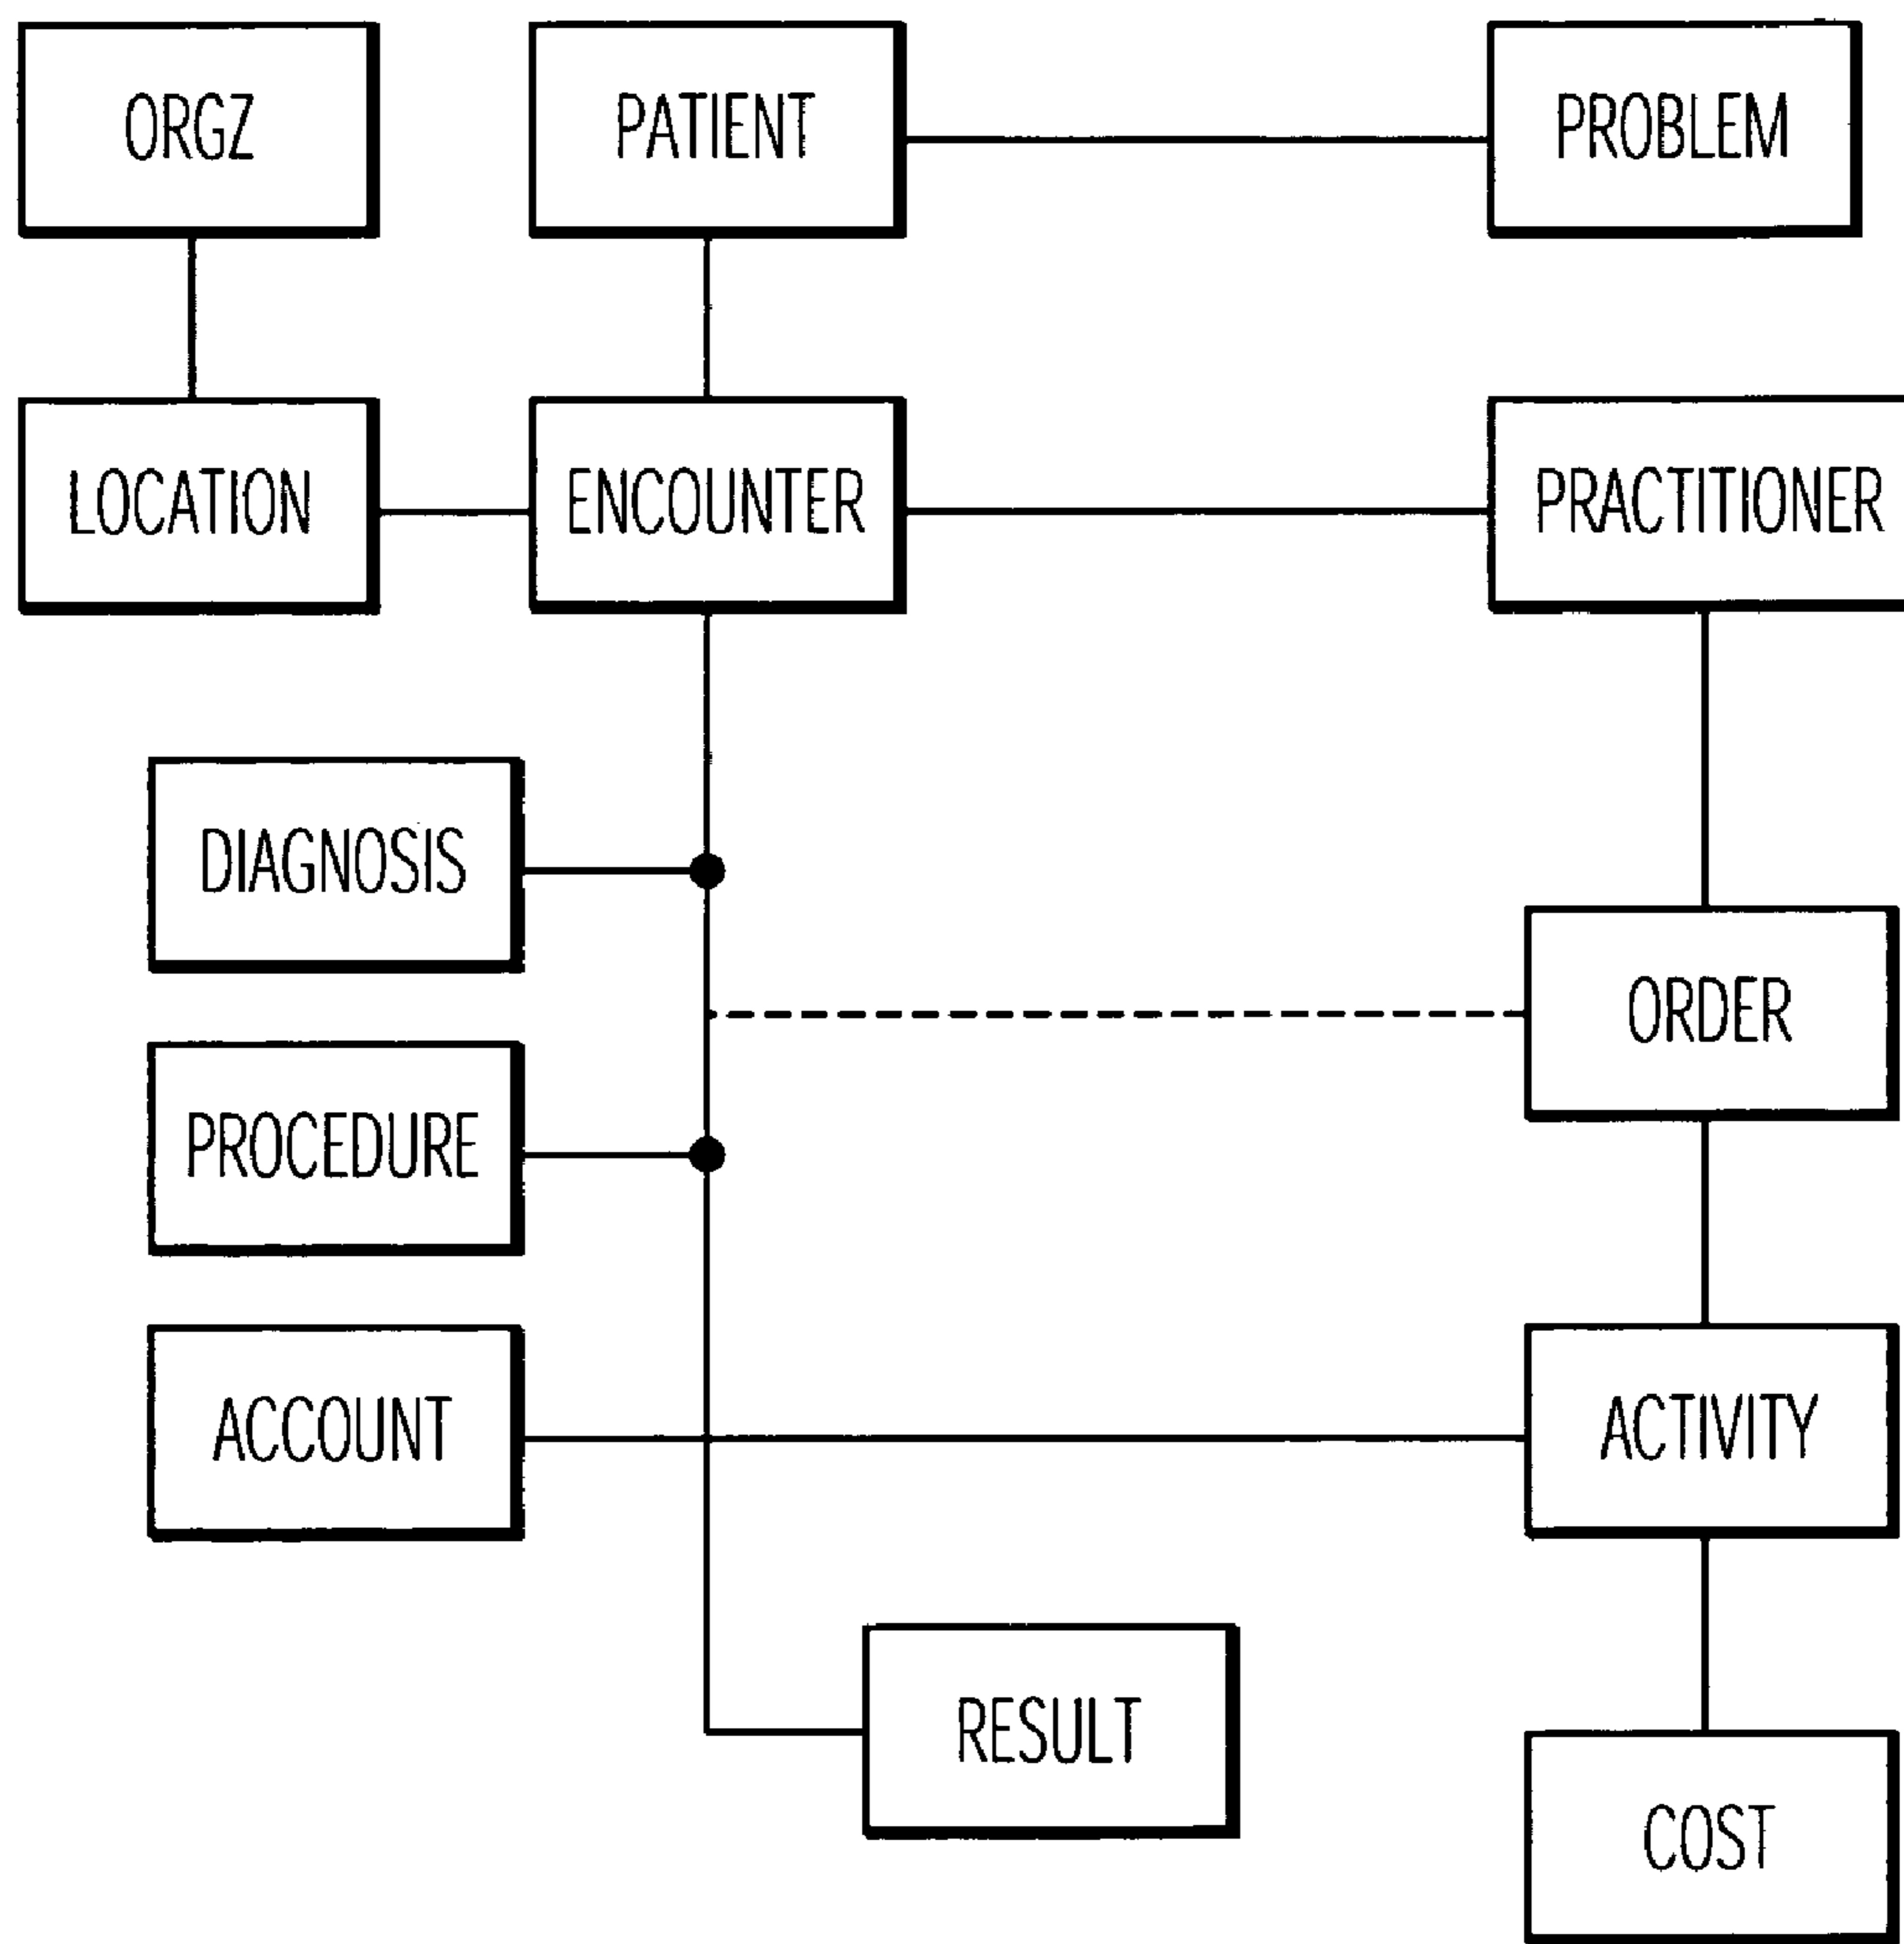 ORGZ
PATIENT
PROBLEM
LOCATION
ENCOUNTER
PRACTITIONER
DIAGNOSIS
ORDER
PROCEDURE
ACCOUNT
ACTIVITY
RESULT
COST